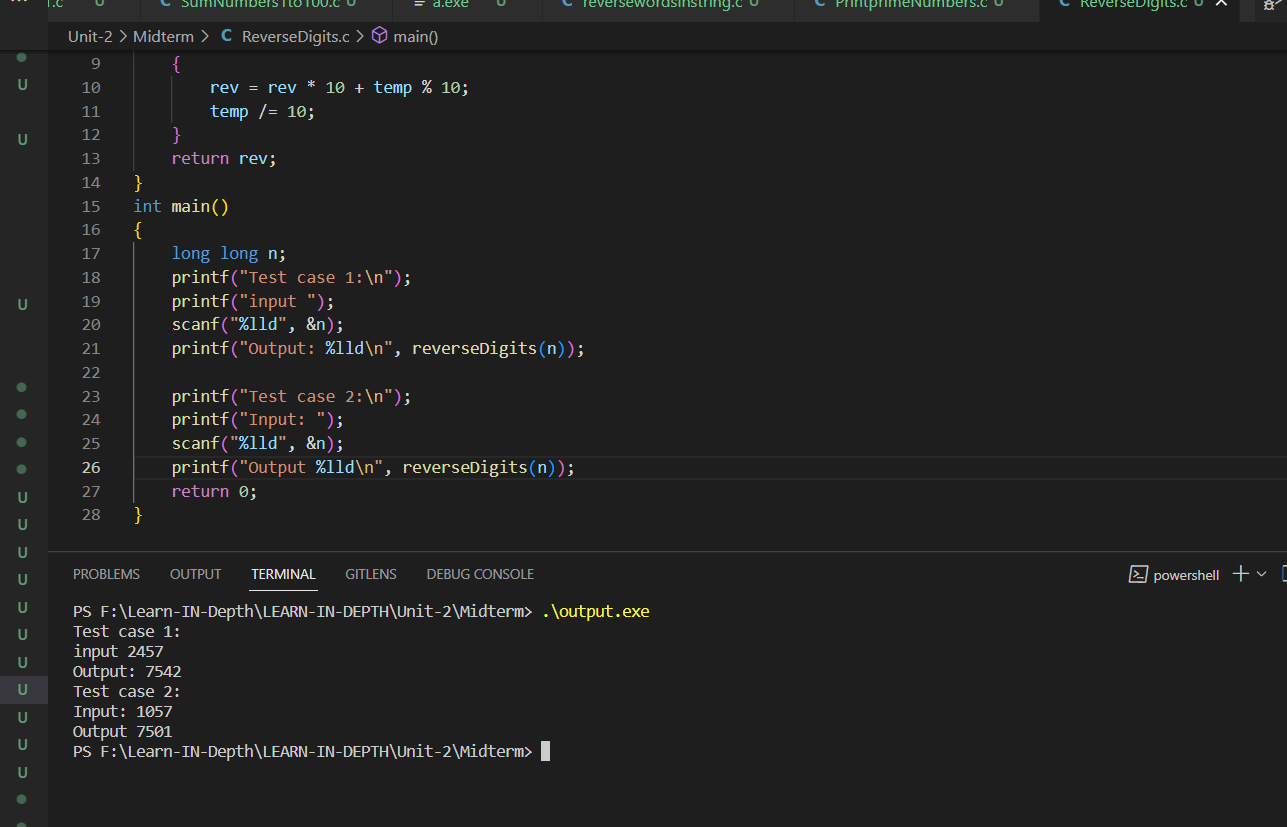 1.c U C SumNumbers1to100.c U a.exe U C reversewordsinstring.c U C PrintprimeNumbers.c U C ReverseDigits.c U
Unit-2 > Midterm > C ReverseDigits.c > main()
9 {
10 rev = rev * 10 + temp % 10;
11 temp /= 10;
12 }
13 return rev;
14 }
15 int main()
16 {
17 long long n;
18 printf("Test case 1:\n");
19 printf("input ");
20 scanf("%lld", &n);
21 printf("Output: %lld\n", reverseDigits(n));
22
23 printf("Test case 2:\n");
24 printf("Input: ");
25 scanf("%lld", &n);
26 printf("Output %lld\n", reverseDigits(n));
27 return 0;
28 }
PROBLEMS OUTPUT TERMINAL GITLENS DEBUG CONSOLE powershell
PS F:\Learn-IN-Depth\LEARN-IN-DEPTH\Unit-2\Midterm> .\output.exe
Test case 1:
input 2457
Output: 7542
Test case 2:
Input: 1057
Output 7501
PS F:\Learn-IN-Depth\LEARN-IN-DEPTH\Unit-2\Midterm>
U
U
U
U
U
U
U
U
U
U
U
U
U
U